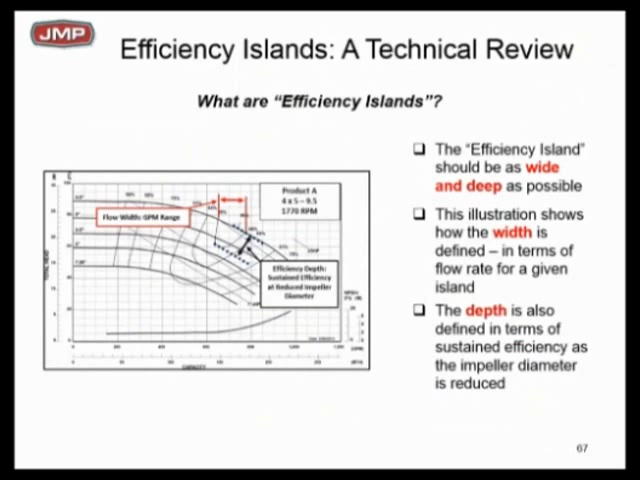 JMP
Efficiency Islands: A Technical Review
What are "Efficiency Islands"?
Product A
4 x 5 – 9.5
1770 RPM
Flow Width: GPM Range
Efficiency Depth:
Sustained Efficiency
at Reduced Impeller
Diameter
CAPACITY
The "Efficiency Island"
should be as wide
and deep as possible
This illustration shows
how the width is
defined – in terms of
flow rate for a given
island
The depth is also
defined in terms of
sustained efficiency as
the impeller diameter
is reduced
67